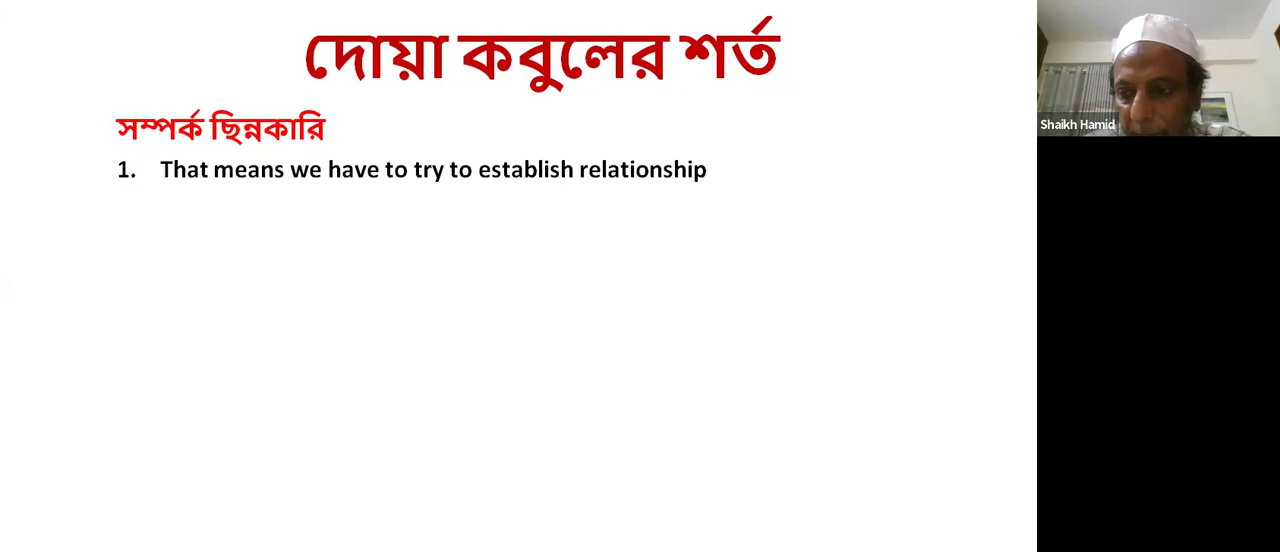 দোয়া কবুলের শর্ত
সম্পর্ক ছিন্নকারি
1. That means we have to try to establish relationship
Shaikh Hamid